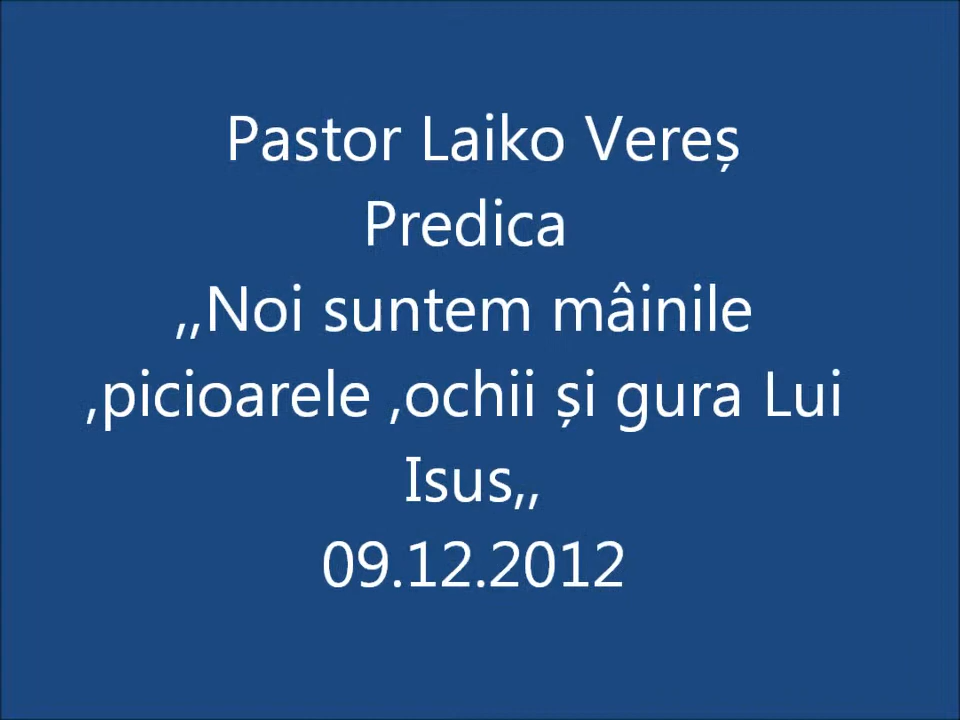 Pastor Laiko Vereș
Predica
,,Noi suntem mâinile
,picioarele ,ochii și gura Lui
Isus,,
09.12.2012